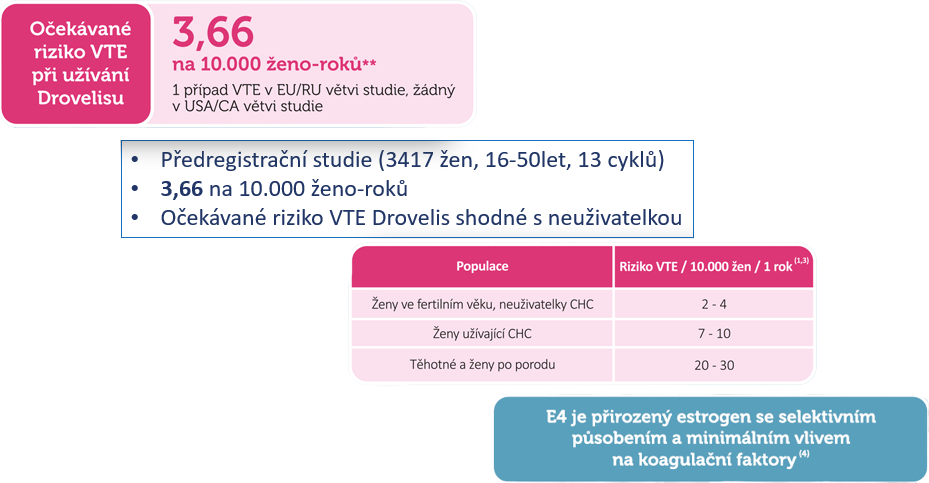 Očekávané
riziko VTE
při užívání
Drovelisu
3,66
na 10.000 ženo-roků**
1 případ VTE v EU/RU větvi studie, žádný
v USA/CA větvi studie
• Předregistrační studie (3417 žen, 16-50let, 13 cyklů)
• 3,66 na 10.000 ženo-roků
• Očekávané riziko VTE Drovelis shodné s neuživatelkou
Populace Riziko VTE / 10.000 žen / 1 rok (1,3)
Ženy ve fertilním věku, neuživatelky CHC 2 - 4
Ženy užívající CHC 7 - 10
Těhotné a ženy po porodu 20 - 30
E4 je přirozený estrogen se selektivním
působením a minimálním vlivem
na koagulační faktory (4)